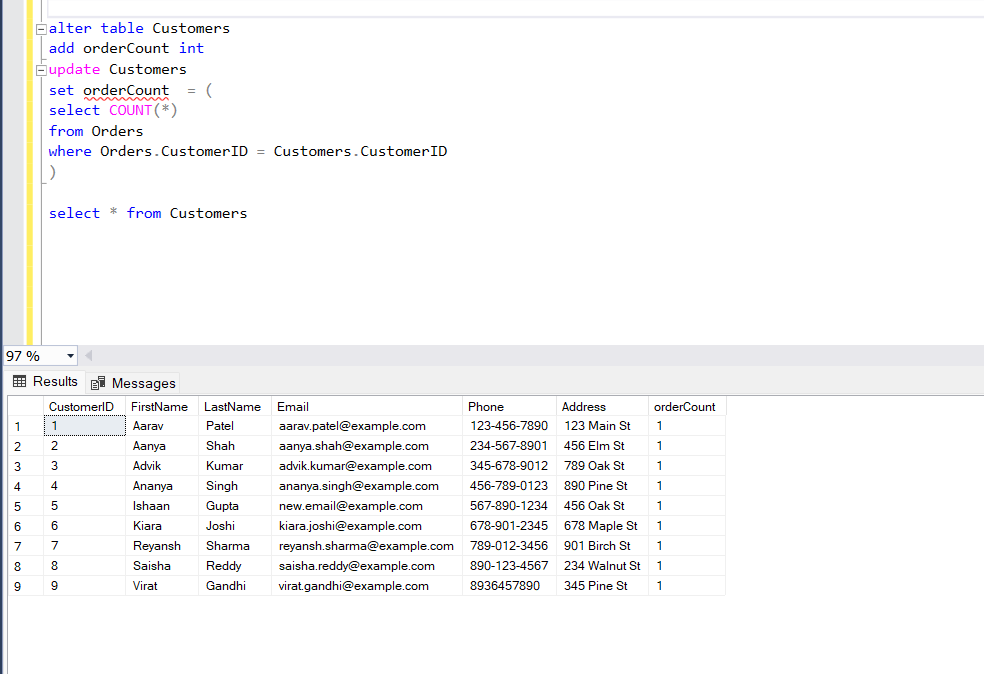 alter table Customers
add orderCount int
update Customers
set orderCount  = (
select COUNT(*)
from Orders
where Orders.CustomerID = Customers.CustomerID
)
select * from Customers
97 %
Results Messages
CustomerID FirstName LastName Email Phone Address orderCount
1 1 Aarav Patel aarav.patel@example.com 123-456-7890 123 Main St 1
2 2 Aanya Shah aanya.shah@example.com 234-567-8901 456 Elm St 1
3 3 Advik Kumar advik.kumar@example.com 345-678-9012 789 Oak St 1
4 4 Ananya Singh ananya.singh@example.com 456-789-0123 890 Pine St 1
5 5 Ishaan Gupta new.email@example.com 567-890-1234 456 Oak St 1
6 6 Kiara Joshi kiara.joshi@example.com 678-901-2345 678 Maple St 1
7 7 Reyansh Sharma reyansh.sharma@example.com 789-012-3456 901 Birch St 1
8 8 Saisha Reddy saisha.reddy@example.com 890-123-4567 234 Walnut St 1
9 9 Virat Gandhi virat.gandhi@example.com 8936457890 345 Pine St 1